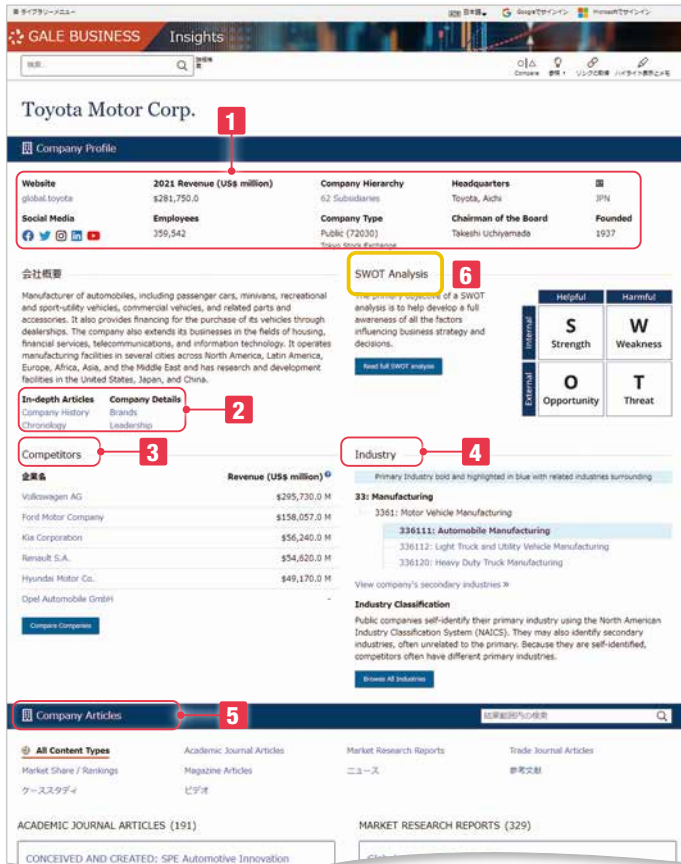 ライブラリーメニュー
日本語
Googleでサインイン
Microsoftでサインイン
GALE BUSINESS Insights
検索...
詳細検索
Compare
リンクの取得
ハイライト表示とメモ
Toyota Motor Corp.
1
Company Profile
Website
global.toyota
2021 Revenue (US$ million)
$281,750.0
Company Hierarchy
62 Subsidiaries
Headquarters
Toyota, Aichi
国
JPN
Social Media
Employees
359,542
Company Type
Public (72030)
Tokyo Stock Exchange
Chairman of the Board
Takeshi Uchiyamada
Founded
1937
会社概要
Manufacturer of automobiles, including passenger cars, minivans, recreational
and sport-utility vehicles, commercial vehicles, and related parts and
accessories. It also provides financing for the purchase of its vehicles through
dealerships. The company also extends its businesses in the fields of housing,
financial services, telecommunications, and information technology. It operates
manufacturing facilities in several cities across North America, Latin America,
Europe, Africa, Asia, and the Middle East and has research and development
facilities in the United States, Japan, and China.
In-depth Articles
Company History
Chronology
Company Details
Brands
Leadership
2
SWOT Analysis
6
The primary objective of a SWOT
analysis is to help develop a full
awareness of all the factors
influencing business strategy and
decisions.
Read full SWOT analysis
Helpful
Harmful
Internal
S
Strength
W
Weakness
External
O
Opportunity
T
Threat
Competitors
3
企業名
Revenue (US$ million)
Volkswagen AG
$295,730.0 M
Ford Motor Company
$158,057.0 M
Kia Corporation
$56,240.0 M
Renault S.A.
$54,620.0 M
Hyundai Motor Co.
$49,170.0 M
Opel Automobile GmbH
-
Compare Companies
Industry
4
Primary Industry bold and highlighted in blue with related industries surrounding
33: Manufacturing
3361: Motor Vehicle Manufacturing
336111: Automobile Manufacturing
336112: Light Truck and Utility Vehicle Manufacturing
336120: Heavy Duty Truck Manufacturing
View company's secondary industries »
Industry Classification
Public companies self-identify their primary industry using the North American
Industry Classification System (NAICS). They may also identify secondary
industries, often unrelated to the primary. Because they are self-identified,
competitors often have different primary industries.
Browse All Industries
Company Articles
5
結果範囲内の検索
All Content Types
Academic Journal Articles
Market Research Reports
Trade Journal Articles
Market Share / Rankings
Magazine Articles
ニュース
参考文献
ケーススタディ
ビデオ
ACADEMIC JOURNAL ARTICLES (191)
CONCEIVED AND CREATED: SPE Automotive Innovation
MARKET RESEARCH REPORTS (329)